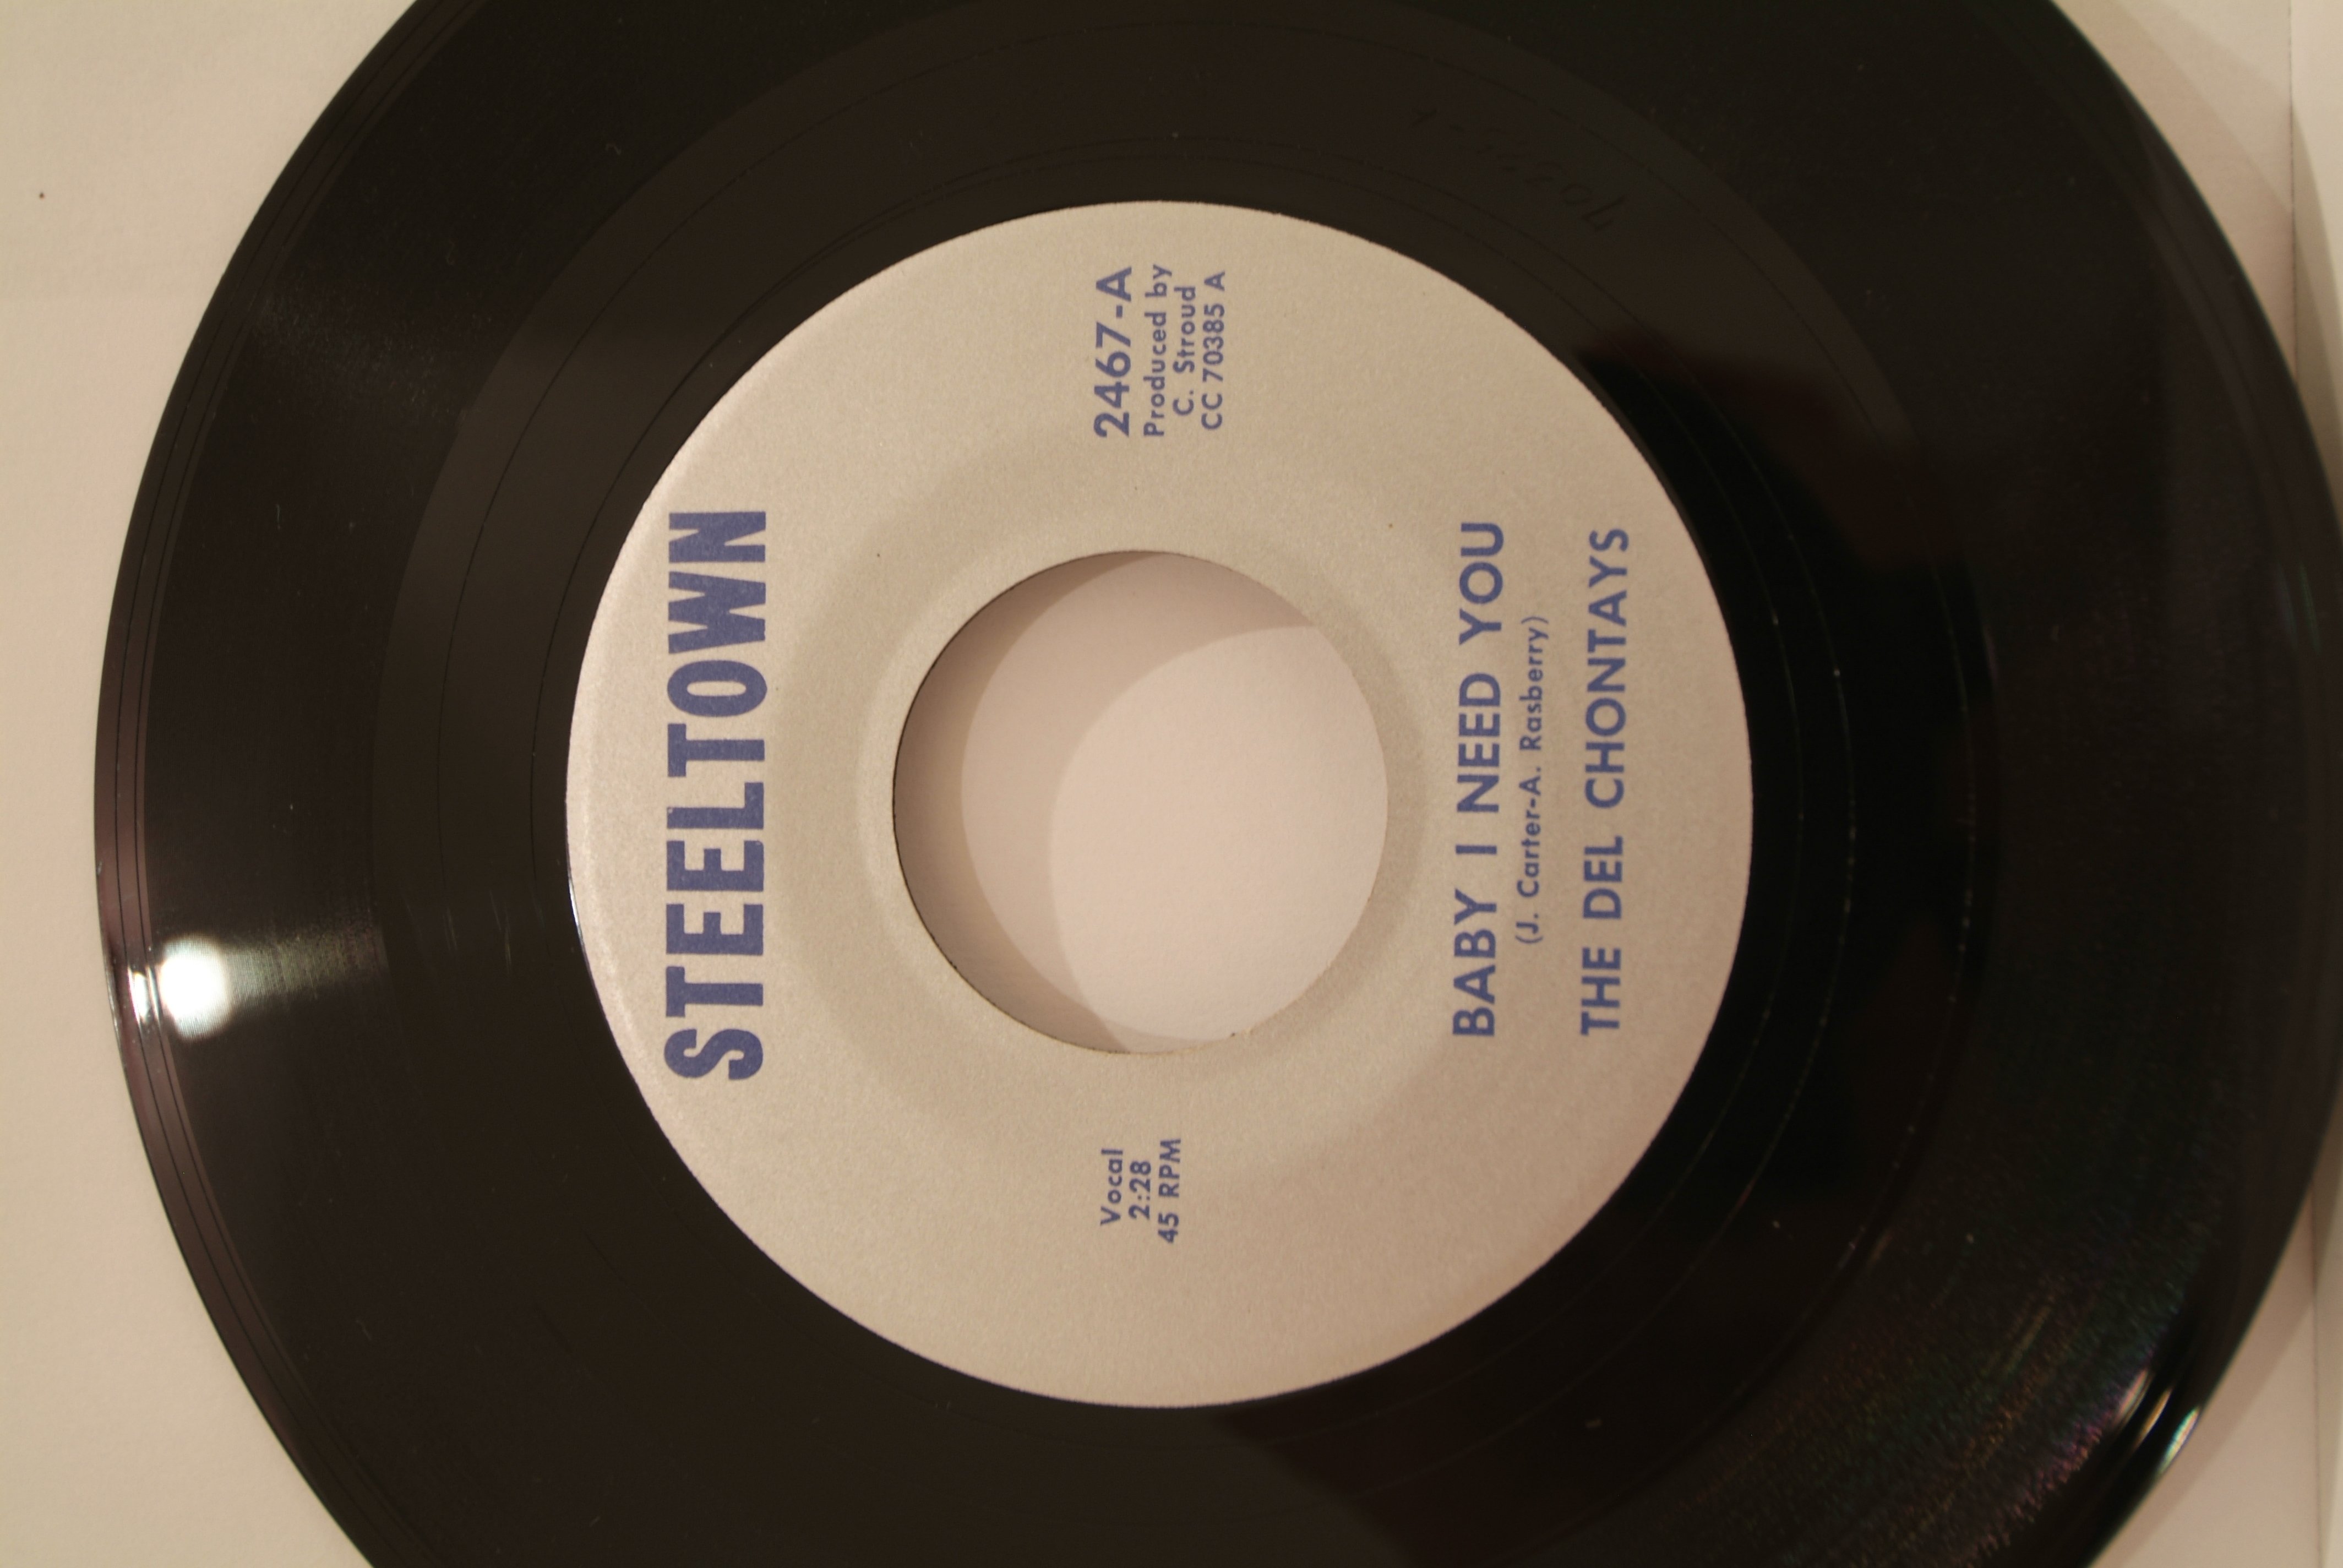 STEELTOWN
Vocal
2:28
45 RPM
2467-A
Produced by
C. Stroud
CC 70385 A
BABY I NEED YOU
(J. Carter-A. Rasberry)
THE DEL CHONTAYS